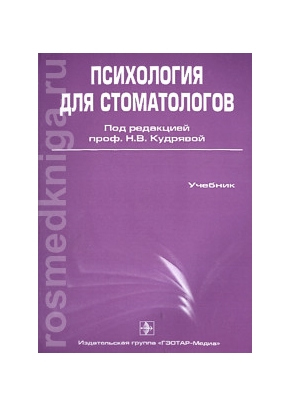 ПСИХОЛОГИЯ
ДЛЯ СТОМАТОЛОГОВ
Под редакцией
проф. Н.В. Кудрявой
Учебник
Издательская группа «ГЭОТАР-Медиа»
rosmedkniga.ru